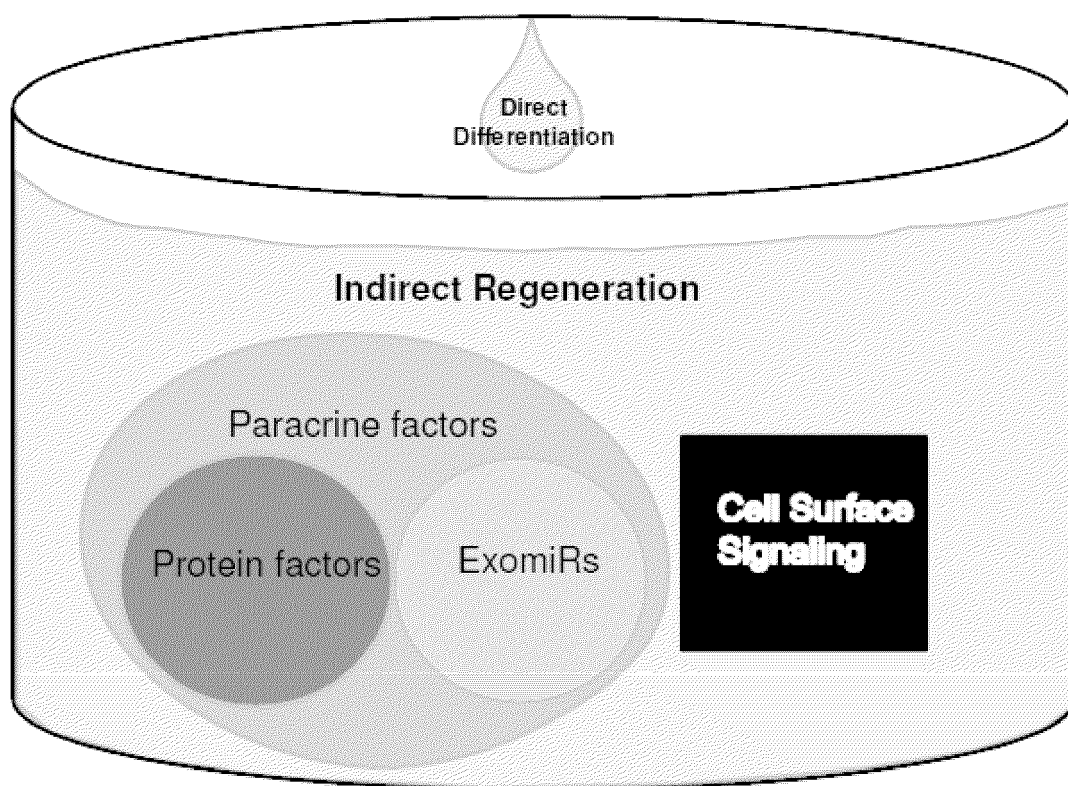 Direct
Differentiation
Indirect Regeneration
Paracrine factors
Protein factors
ExomiRs
Cell Surface
Signaling